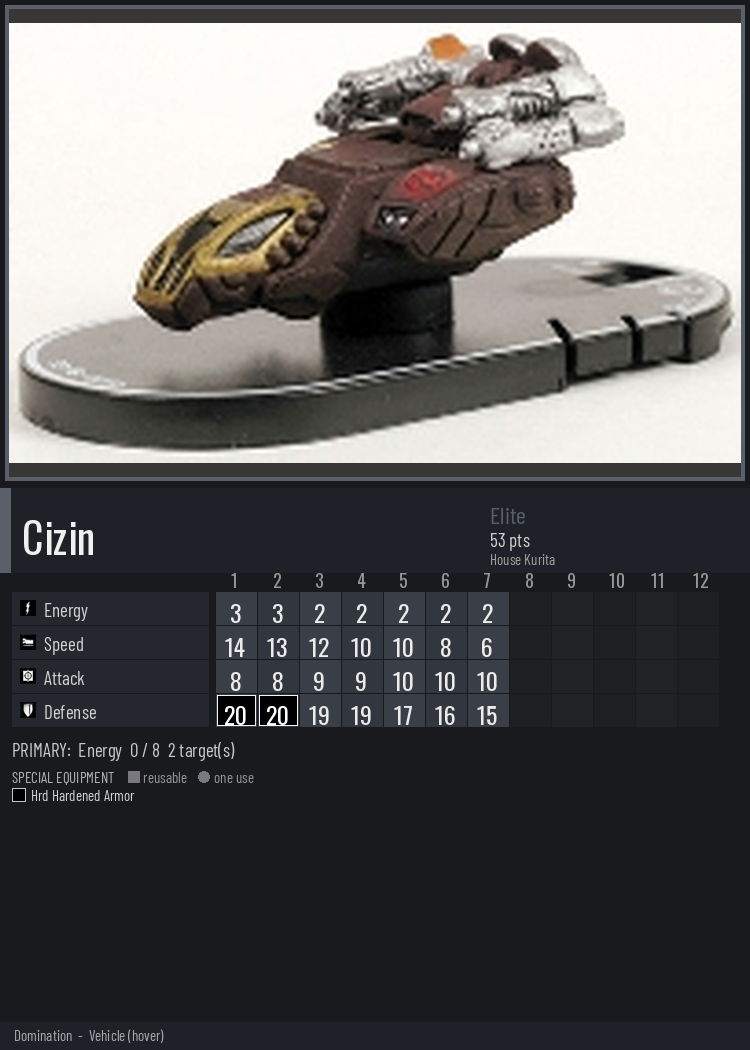 Cizin
Elite
53 pts
House Kurita
1 2 3 4 5 6 7 8 9 10 11 12
Energy 3 3 2 2 2 2 2
Speed 14 13 12 10 10 8 6
Attack 8 8 9 9 10 10 10
Defense 20 20 19 19 17 16 15
PRIMARY: Energy 0 / 8 2 target(s)
SPECIAL EQUIPMENT reusable one use
Hrd Hardened Armor
Domination - Vehicle (hover)